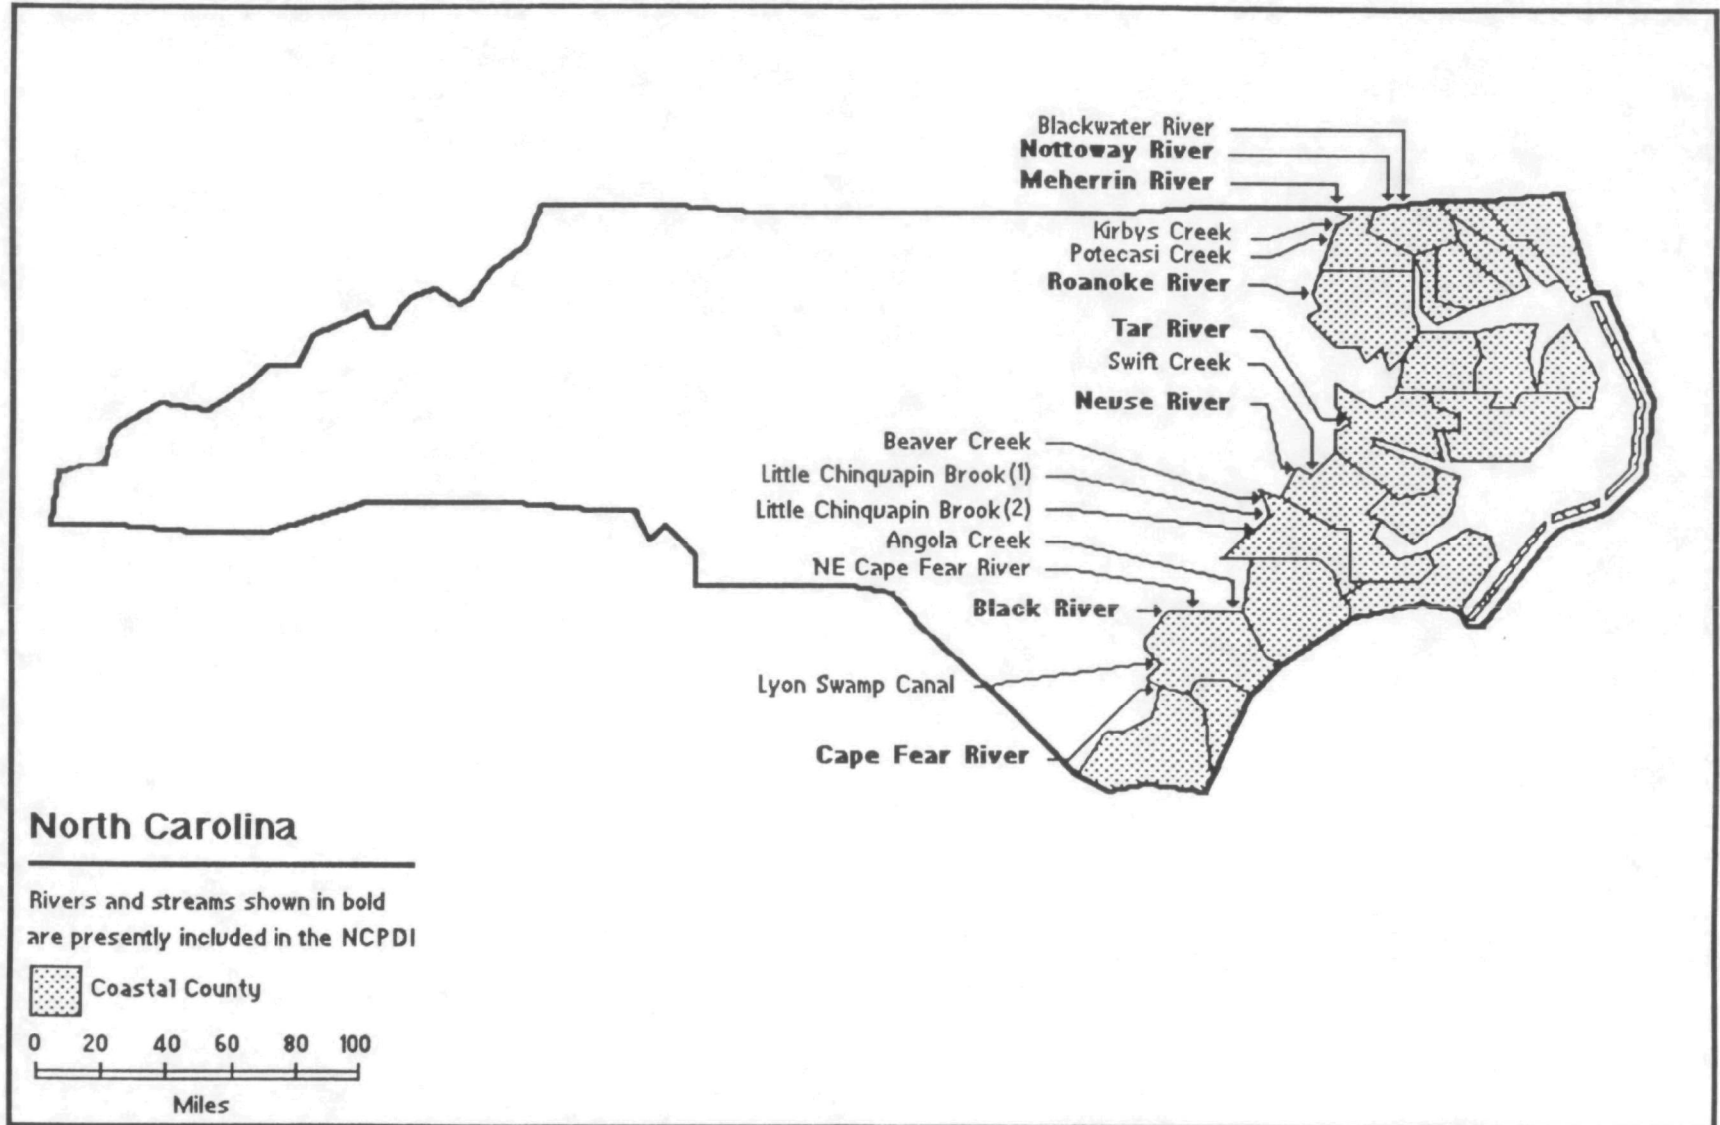 Blackwater River
Nottoway River
Meherrin River
Kirbys Creek
Potecasi Creek
Roanoke River
Tar River
Swift Creek
Neuse River
Beaver Creek
Little Chinquapin Brook(1)
Little Chinquapin Brook(2)
Angola Creek
NE Cape Fear River
Black River
Lyon Swamp Canal
Cape Fear River
North Carolina
Rivers and streams shown in bold
are presently included in the NCPDI
Coastal County
0 20 40 60 80 100
Miles